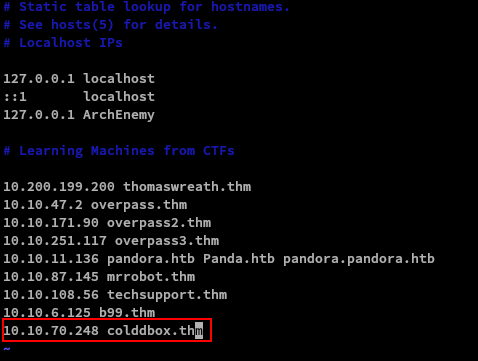 # Static table lookup for hostnames.
# See hosts(5) for details.
# Localhost IPs
127.0.0.1 localhost
::1       localhost
127.0.0.1 ArchEnemy
# Learning Machines from CTFs
10.200.199.200 thomaswreath.thm
10.10.47.2 overpass.thm
10.10.171.90 overpass2.thm
10.10.251.117 overpass3.thm
10.10.11.136 pandora.htb Panda.htb pandora.pandora.htb
10.10.87.145 mrrobot.thm
10.10.108.56 techsupport.thm
10.10.6.125 b99.thm
10.10.70.248 colddbox.thm
~